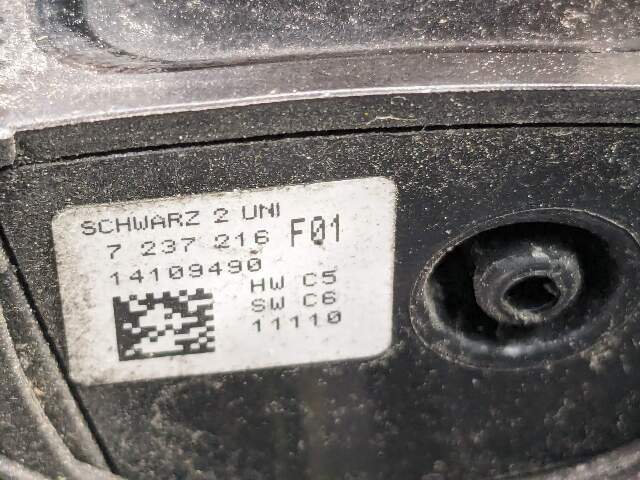 SCHWARZ 2 UNI
7 237 216 F01
14109490
HW C5
SW C6
11110